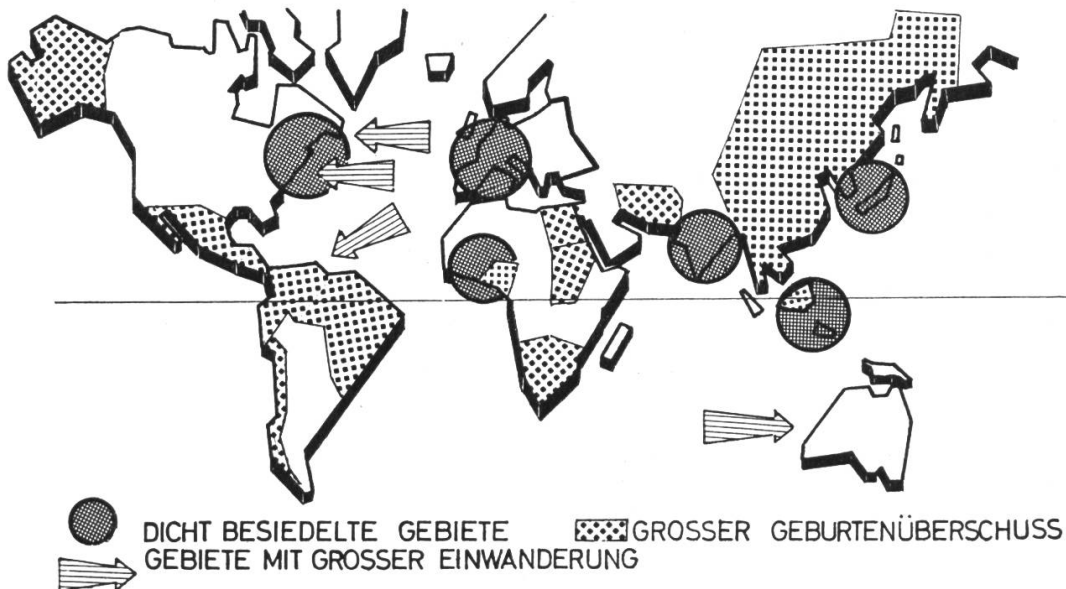 DICHT BESIEDELTE GEBIETE
GROSSER GEBURTENÜBERSCHUSS
GEBIETE MIT GROSSER EINWANDERUNG